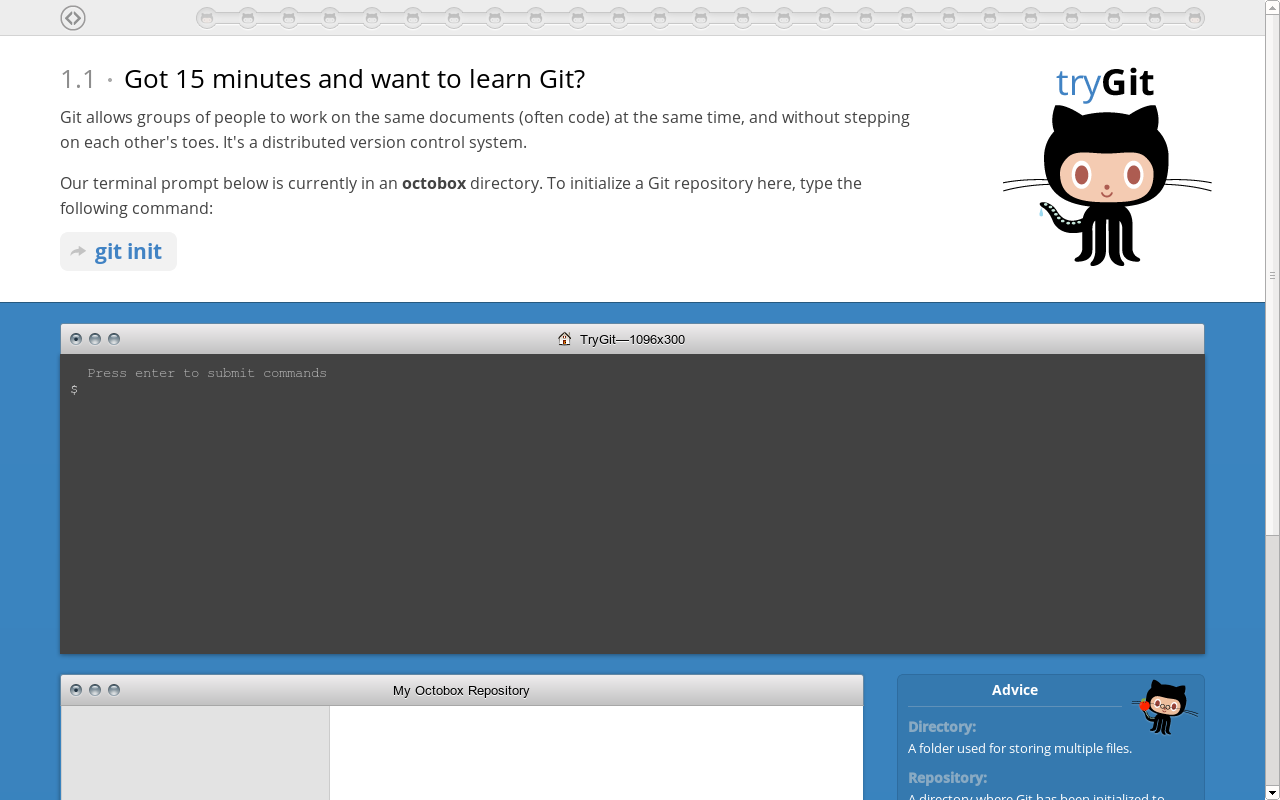 1.1 · Got 15 minutes and want to learn Git?
tryGit
Git allows groups of people to work on the same documents (often code) at the same time, and without stepping
on each other's toes. It's a distributed version control system.
Our terminal prompt below is currently in an octobox directory. To initialize a Git repository here, type the
following command:
git init
TryGit—1096x300
Press enter to submit commands
$
My Octobox Repository
Advice
Directory:
A folder used for storing multiple files.
Repository:
A directory where Git has been initialized to